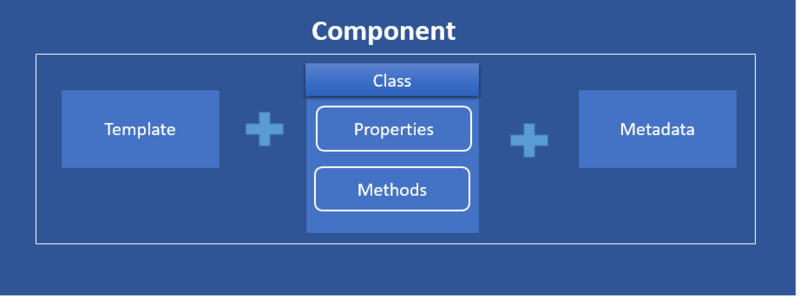 Component
Template
Class
Properties
Methods
Metadata